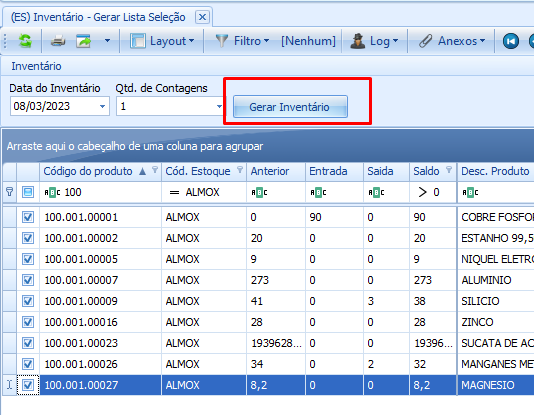 (ES) Inventário - Gerar Lista Seleção
Layout Filtro [Nenhum] Log Anexos
Inventário
Data do Inventário Qtd. de Contagens
08/03/2023 1 Gerar Inventário
Arraste aqui o cabeçalho de uma coluna para agrupar
Código do produto Cód. Estoque Anterior Entrada Saida Saldo Desc. Produto
ABC 100 = ALMOX ABC ABC ABC > 0 ABC
100.001.00001 ALMOX 0 90 0 90 COBRE FOSFO
100.001.00002 ALMOX 20 0 0 20 ESTANHO 99,5
100.001.00005 ALMOX 9 0 0 9 NIQUEL ELETR
100.001.00007 ALMOX 273 0 0 273 ALUMINIO
100.001.00009 ALMOX 41 0 3 38 SILICIO
100.001.00016 ALMOX 28 0 0 28 ZINCO
100.001.00023 ALMOX 1939628... 0 0 193962... SUCATA DE AC
100.001.00026 ALMOX 34 0 2 32 MANGANES ME
100.001.00027 ALMOX 8,2 0 0 8,2 MAGNESIO